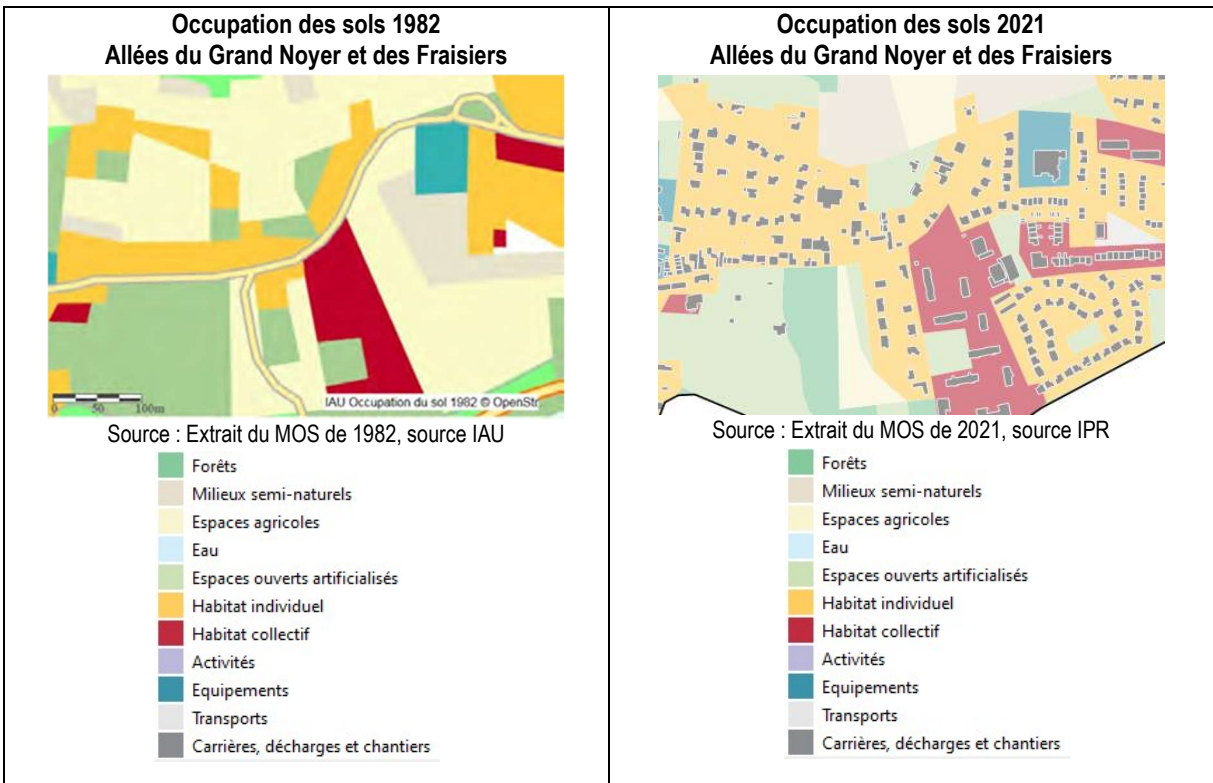 Occupation des sols 1982
Allées du Grand Noyer et des Fraisiers
0 50 100m
IAU Occupation du sol 1982 © OpenStr
Source : Extrait du MOS de 1982, source IAU
Forêts
Milieux semi-naturels
Espaces agricoles
Eau
Espaces ouverts artificialisés
Habitat individuel
Habitat collectif
Activités
Equipements
Transports
Carrières, décharges et chantiers
Occupation des sols 2021
Allées du Grand Noyer et des Fraisiers
Source : Extrait du MOS de 2021, source IPR
Forêts
Milieux semi-naturels
Espaces agricoles
Eau
Espaces ouverts artificialisés
Habitat individuel
Habitat collectif
Activités
Equipements
Transports
Carrières, décharges et chantiers